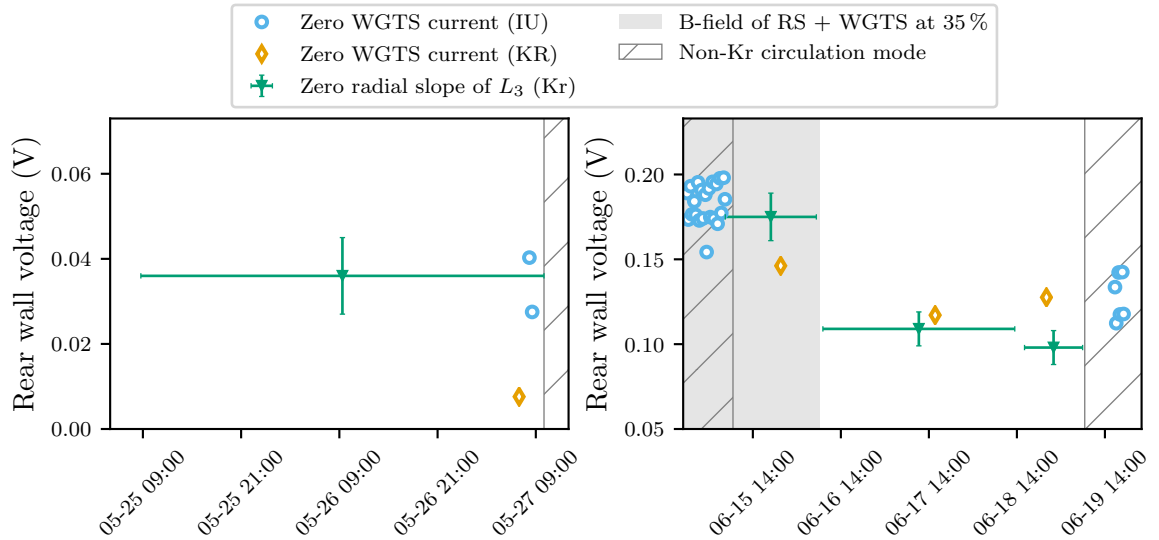 Zero WGTS current (IU)
Zero WGTS current (KR)
Zero radial slope of L₃ (Kr)
B-field of RS + WGTS at 35 %
Non-Kr circulation mode
Rear wall voltage (V)
0.06
0.04
0.02
0.00
05-25 09:00
05-25 21:00
05-26 09:00
05-26 21:00
05-27 09:00
Rear wall voltage (V)
0.20
0.15
0.10
0.05
06-15 14:00
06-16 14:00
06-17 14:00
06-18 14:00
06-19 14:00